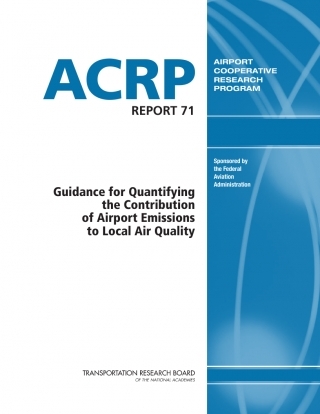 ACRP
REPORT 71
AIRPORT
COOPERATIVE
RESEARCH
PROGRAM
Sponsored by
the Federal
Aviation
Administration
Guidance for Quantifying
the Contribution
of Airport Emissions
to Local Air Quality
TRANSPORTATION RESEARCH BOARD
OF THE NATIONAL ACADEMIES